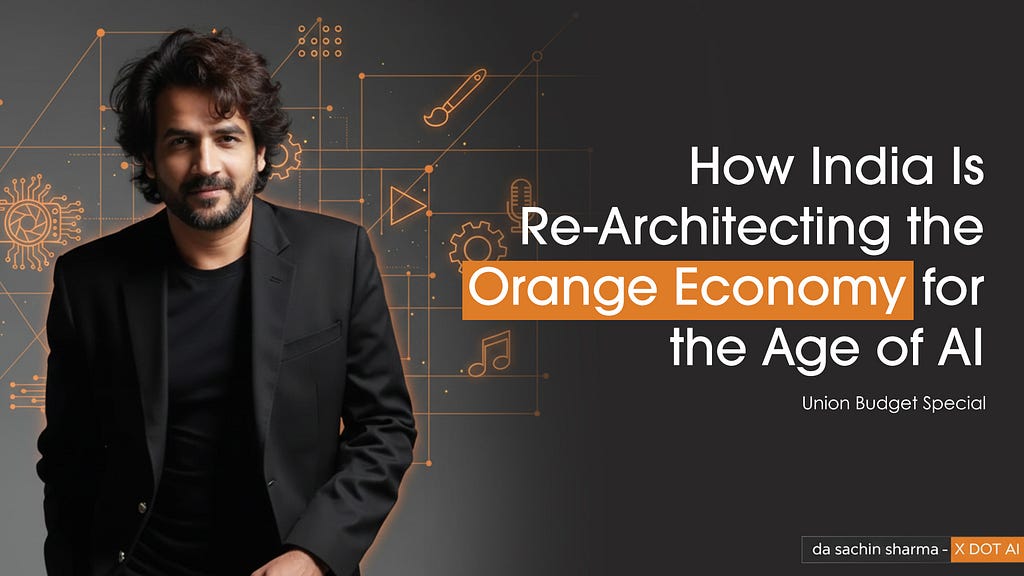 How India Is
Re-Architecting the
Orange Economy for
the Age of AI
Union Budget Special
da sachin sharma - X DOT AI